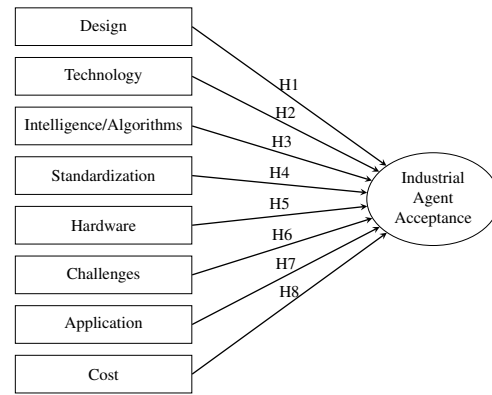 Design
Technology
Intelligence/Algorithms
Standardization
Hardware
Challenges
Application
Cost
H1
H2
H3
H4
H5
H6
H7
H8
Industrial
Agent
Acceptance